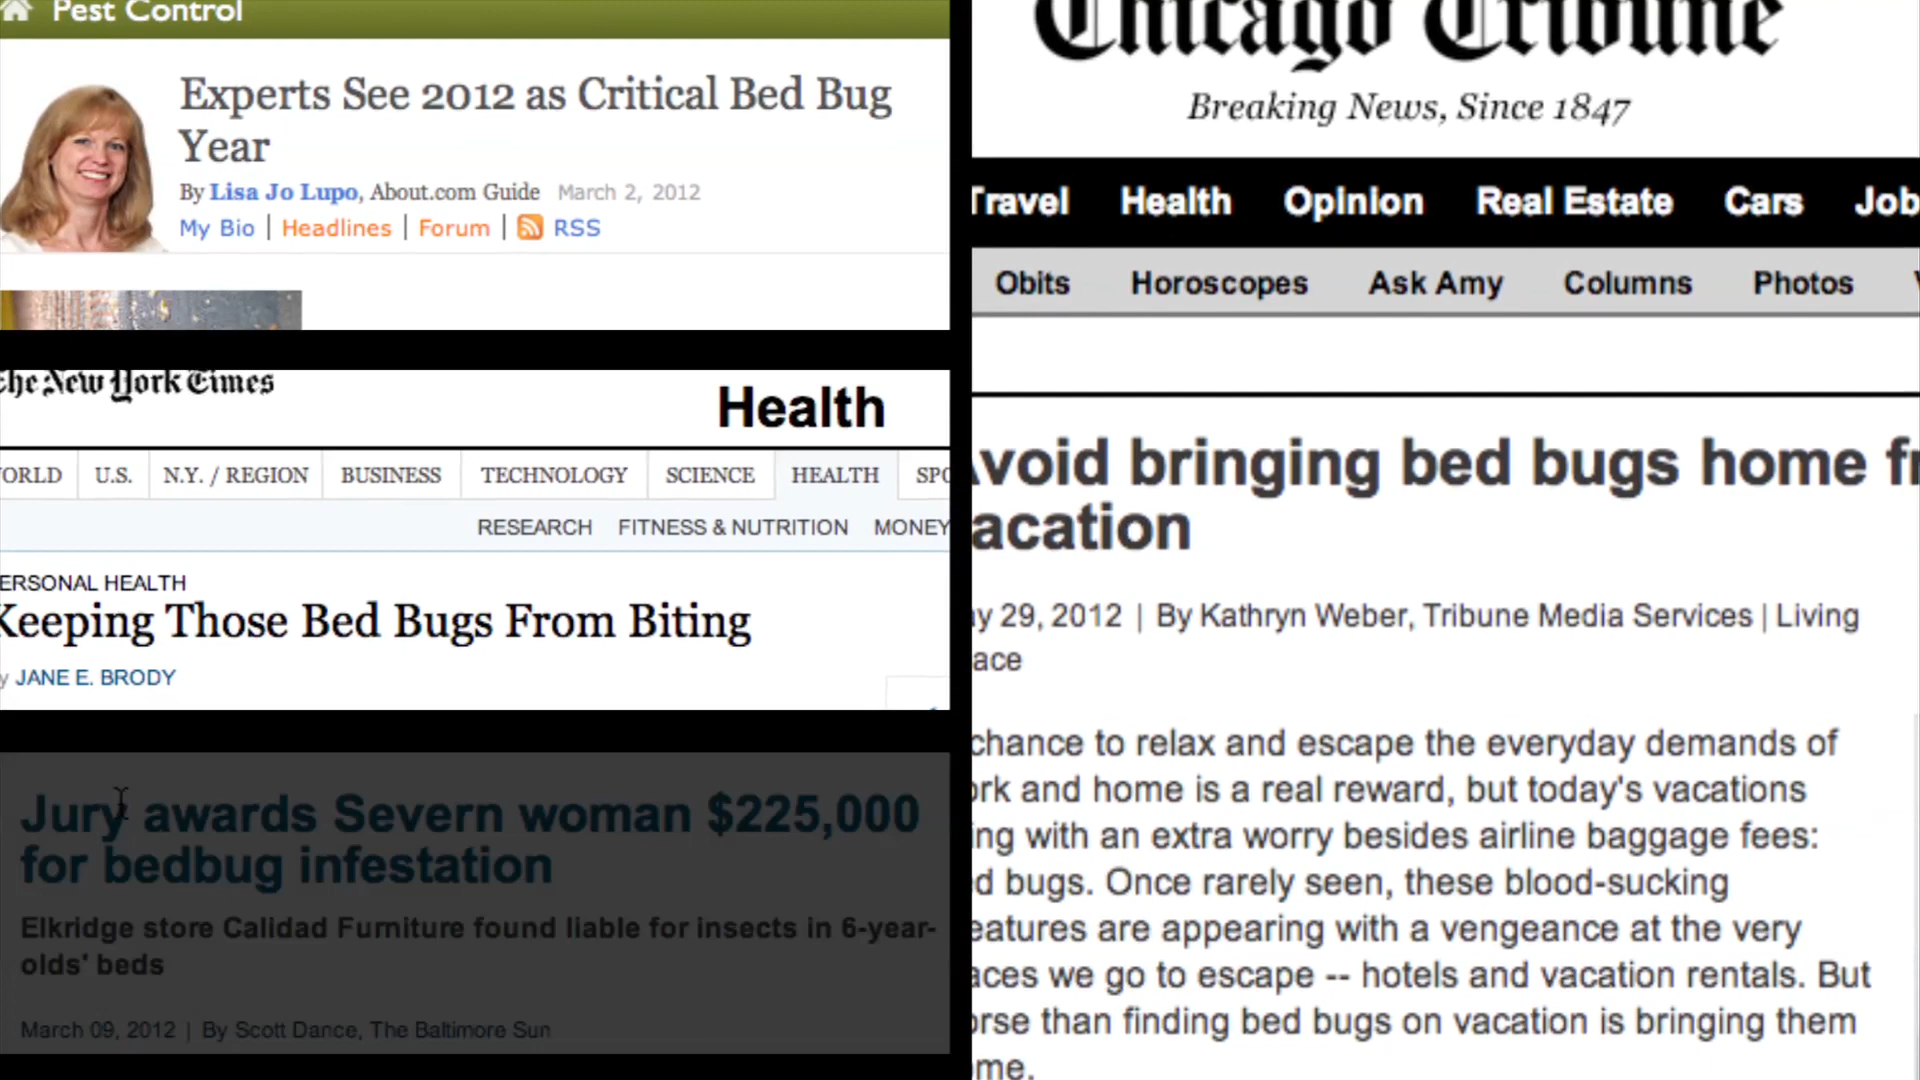 Pest Control
Experts See 2012 as Critical Bed Bug
Year
By Lisa Jo Lupo, About.com Guide March 2, 2012
My Bio | Headlines | Forum | RSS
The New York Times
Health
ORLD U.S. N.Y. / REGION BUSINESS TECHNOLOGY SCIENCE HEALTH SPO
RESEARCH FITNESS & NUTRITION MONEY
ERSONAL HEALTH
Keeping Those Bed Bugs From Biting
y JANE E. BRODY
Jury awards Severn woman $225,000
for bedbug infestation
Elkridge store Calidad Furniture found liable for insects in 6-year-
olds' beds
March 09, 2012 | By Scott Dance, The Baltimore Sun
Chicago Tribune
Breaking News, Since 1847
Travel Health Opinion Real Estate Cars Job
Obits Horoscopes Ask Amy Columns Photos
Avoid bringing bed bugs home fr
acation
ay 29, 2012 | By Kathryn Weber, Tribune Media Services | Living
ace
chance to relax and escape the everyday demands of
ork and home is a real reward, but today's vacations
ing with an extra worry besides airline baggage fees:
d bugs. Once rarely seen, these blood-sucking
eatures are appearing with a vengeance at the very
aces we go to escape -- hotels and vacation rentals. But
orse than finding bed bugs on vacation is bringing them
me.